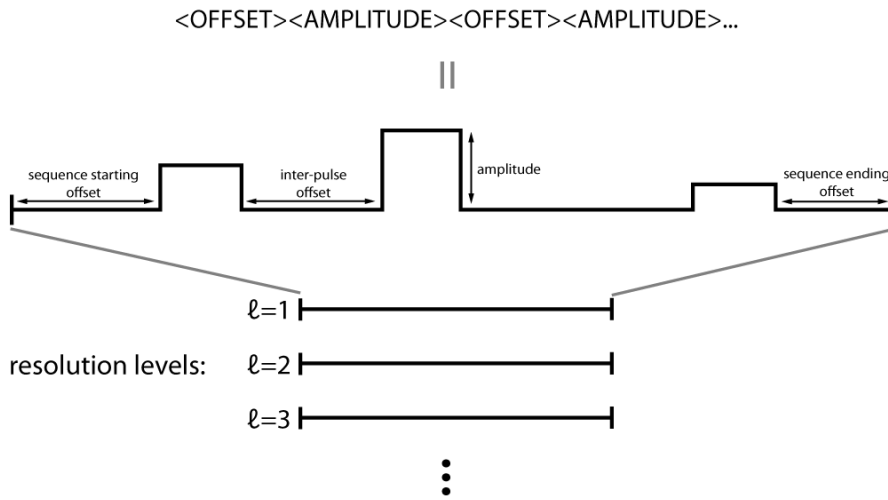 <OFFSET><AMPLITUDE><OFFSET><AMPLITUDE>...
sequence starting
offset
inter-pulse
offset
amplitude
sequence ending
offset
ℓ=1
resolution levels:
ℓ=2
ℓ=3